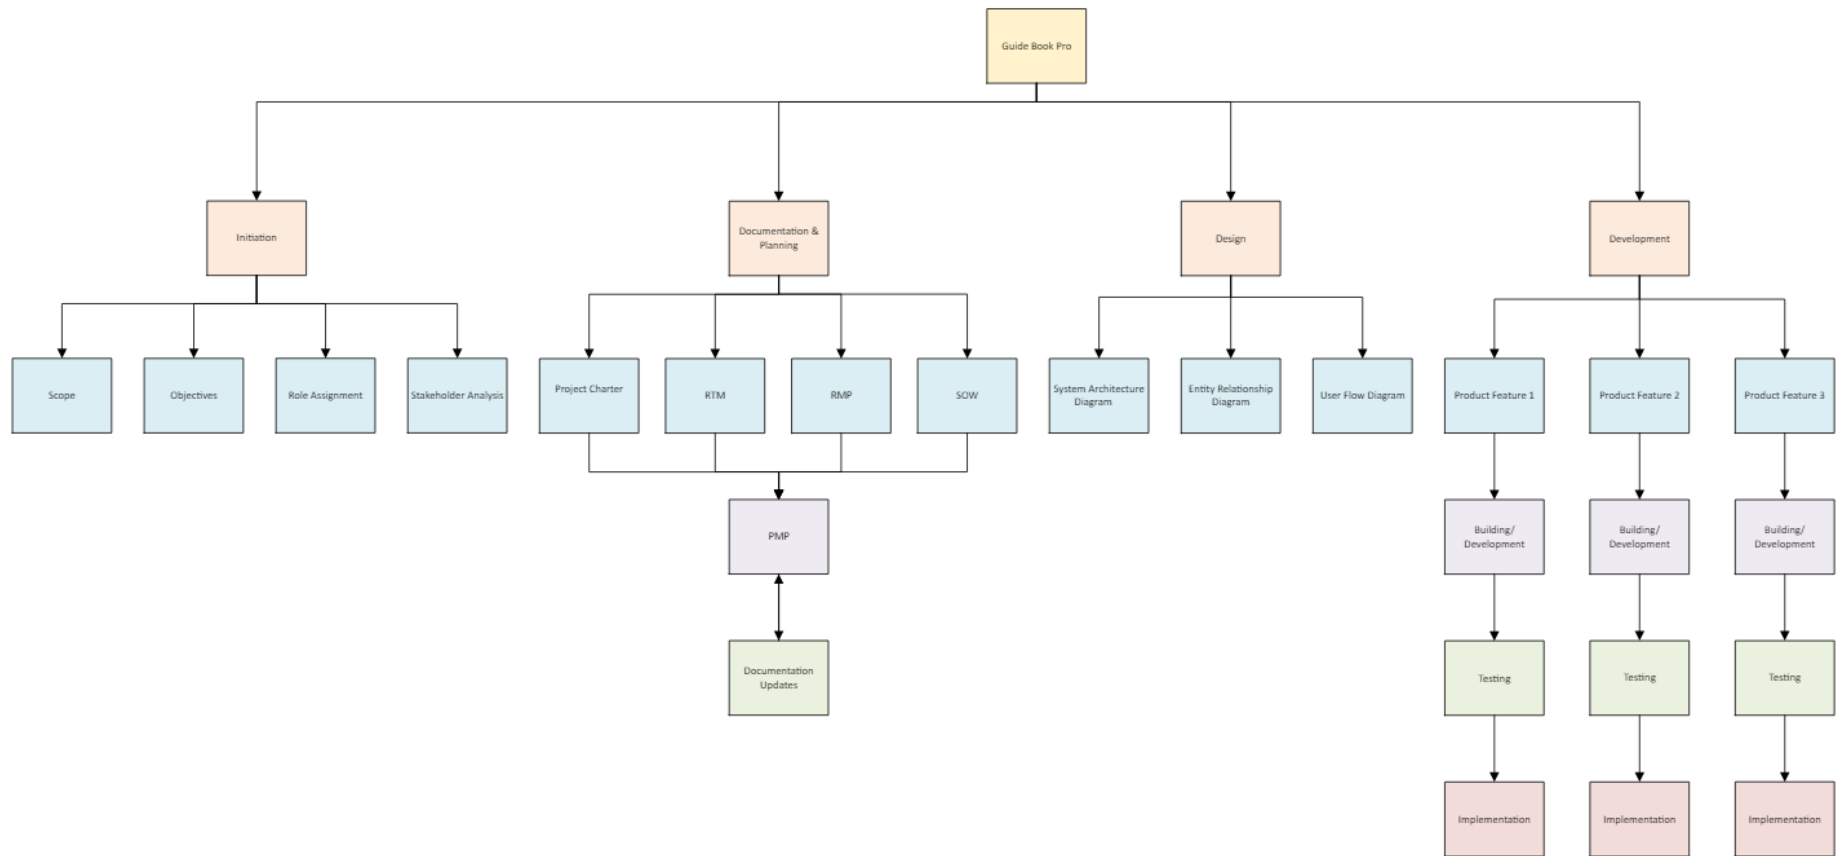 Guide Book Pro
Initiation
Documentation &
Planning
Design
Development
Scope
Objectives
Role Assignment
Stakeholder Analysis
Project Charter
RTM
RMP
SOW
System Architecture
Diagram
Entity Relationship
Diagram
User Flow Diagram
Product Feature 1
Product Feature 2
Product Feature 3
PMP
Building/
Development
Building/
Development
Building/
Development
Documentation
Updates
Testing
Testing
Testing
Implementation
Implementation
Implementation